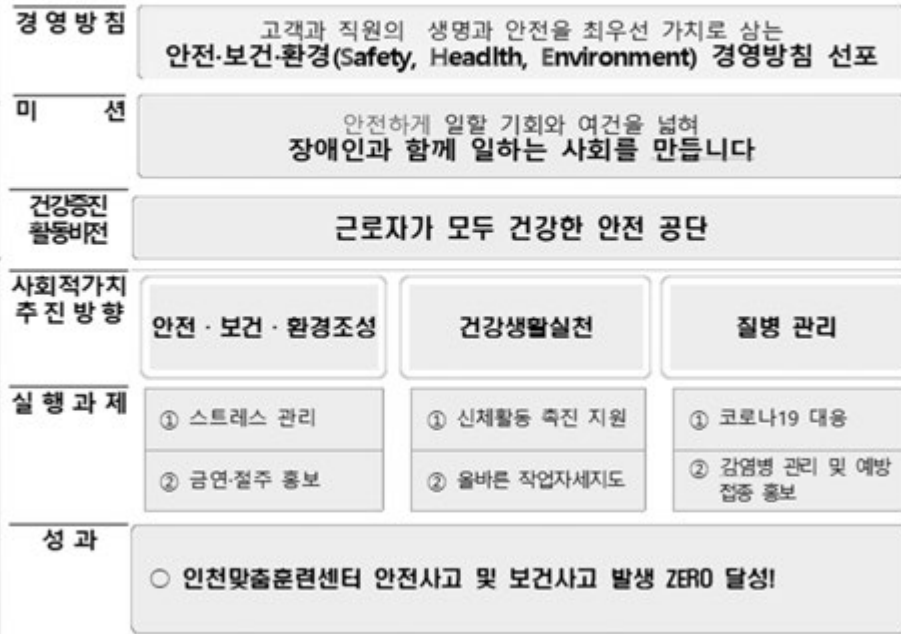 경영방침
고객과 직원의 생명과 안전을 최우선 가치로 삼는
안전·보건·환경(Safety, Headlth, Environment) 경영방침 선포
미 션
안전하게 일할 기회와 여건을 넓혀
장애인과 함께 일하는 사회를 만듭니다
건강증진
활동비전
근로자가 모두 건강한 안전 공단
사회적가치
추진방향
안전·보건·환경조성
건강생활실천
질병 관리
실행과제
① 스트레스 관리
② 금연·절주 홍보
① 신체활동 촉진 지원
② 올바른 작업자세지도
① 코로나19 대응
② 감염병 관리 및 예방
접종 홍보
성과
○ 인천맞춤훈련센터 안전사고 및 보건사고 발생 ZERO 달성!